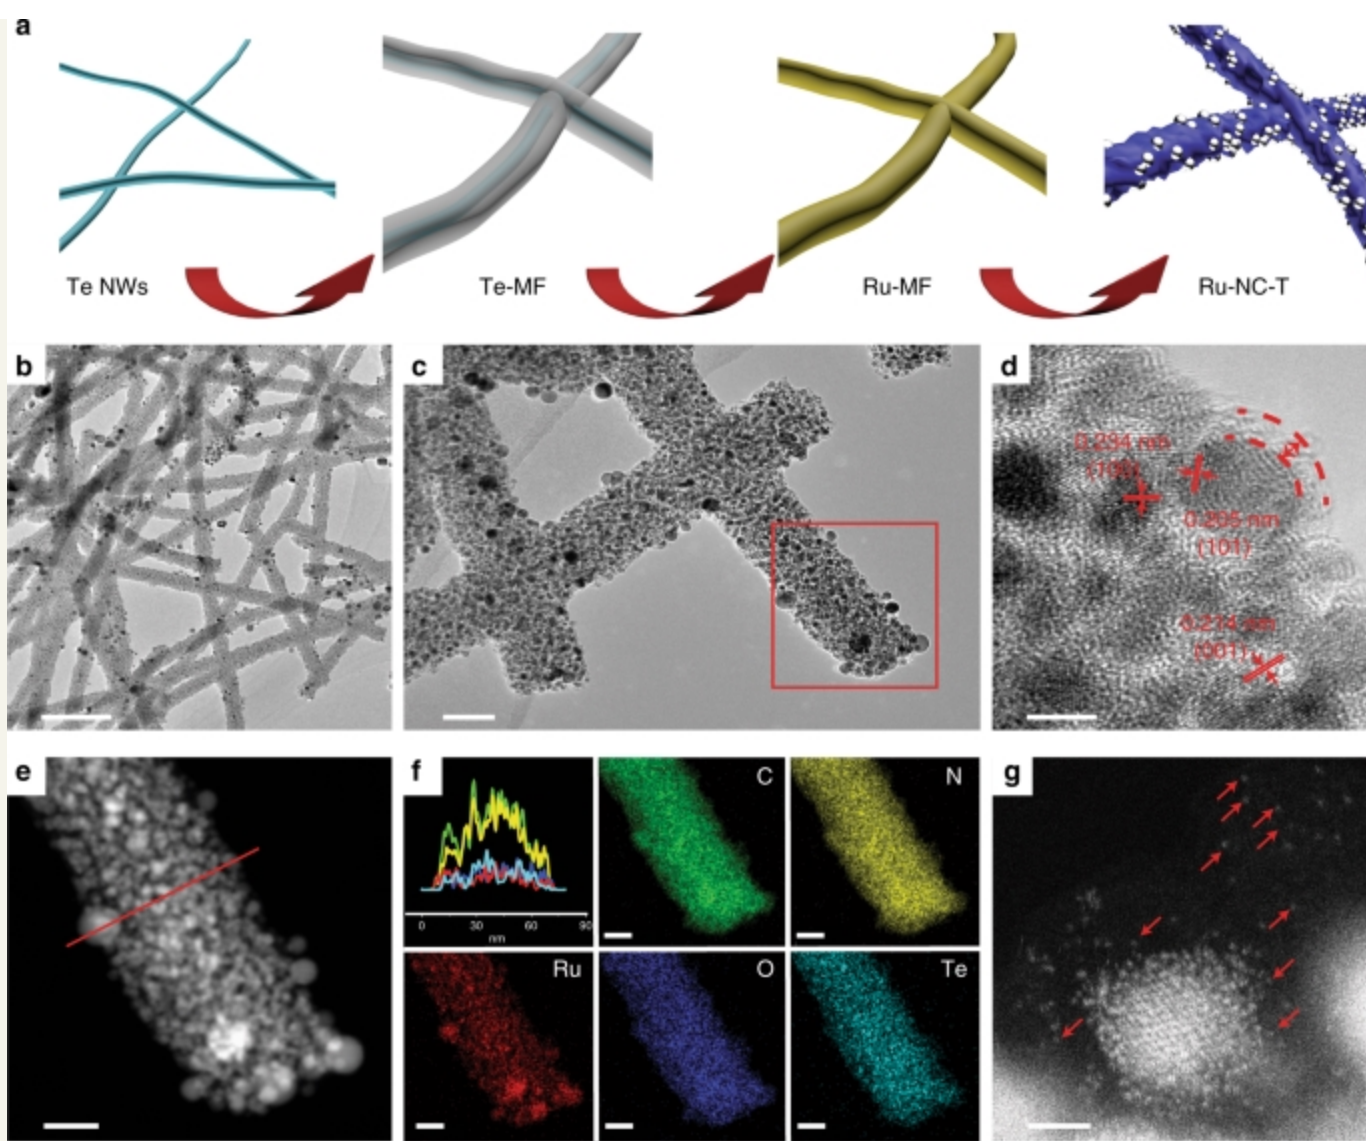 a
Te NWs
Te-MF
Ru-MF
Ru-NC-T
b
c
d
0.234 nm
(100)
0.205 nm
(101)
0.214 nm
(001)
e
f
C
N
0 30 60 90
nm
Ru
O
Te
g